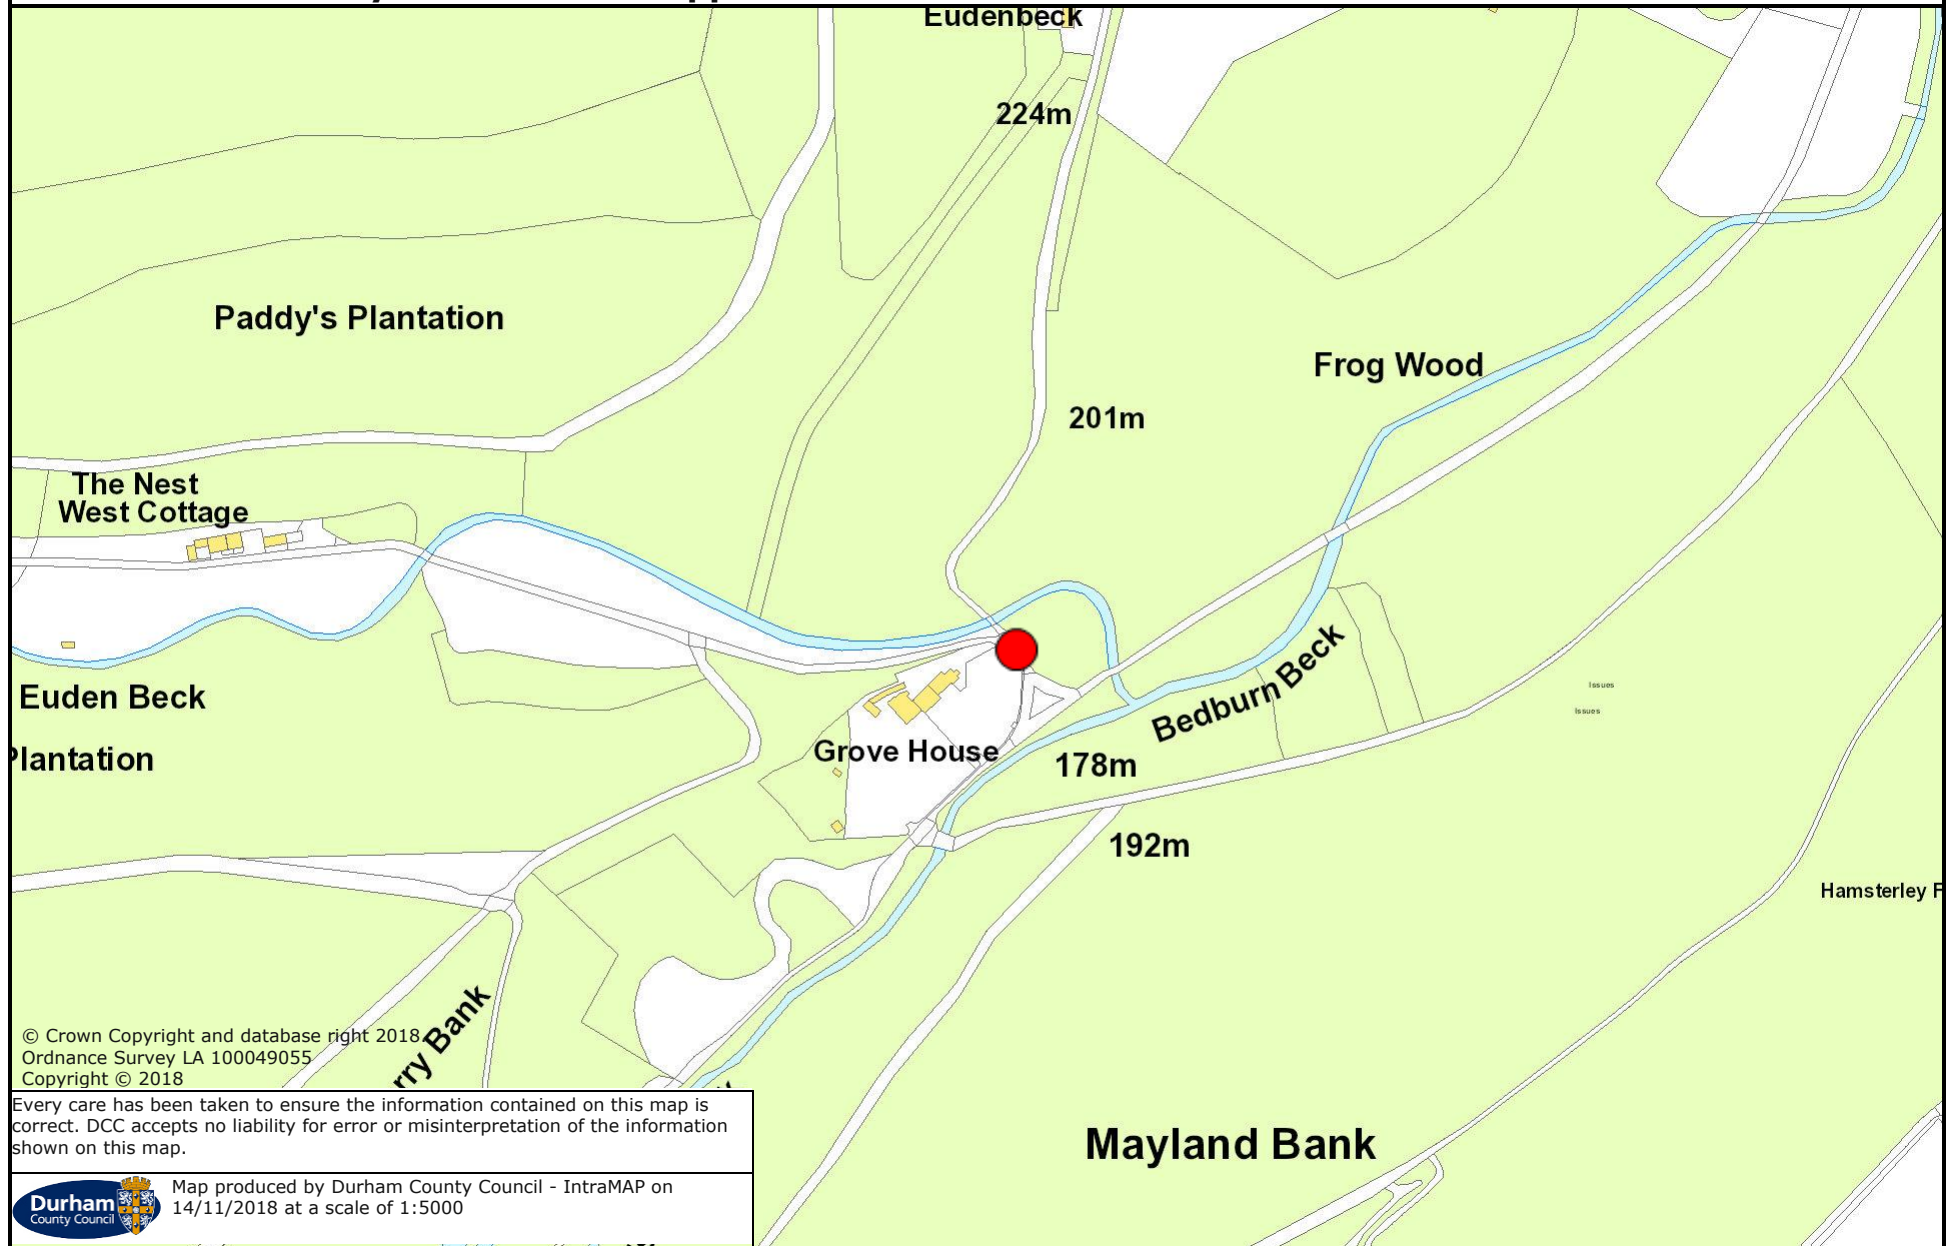 Eudenbeck
224m
Paddy's Plantation
Frog Wood
201m
The Nest
West Cottage
Euden Beck
Plantation
Grove House
Bedburn Beck
178m
192m
Issues
Issues
Hamsterley F
rry Bank
Mayland Bank
© Crown Copyright and database right 2018.
Ordnance Survey LA 100049055
Copyright © 2018
Every care has been taken to ensure the information contained on this map is
correct. DCC accepts no liability for error or misinterpretation of the information
shown on this map.
Durham
County Council
Map produced by Durham County Council - IntraMAP on
14/11/2018 at a scale of 1:5000